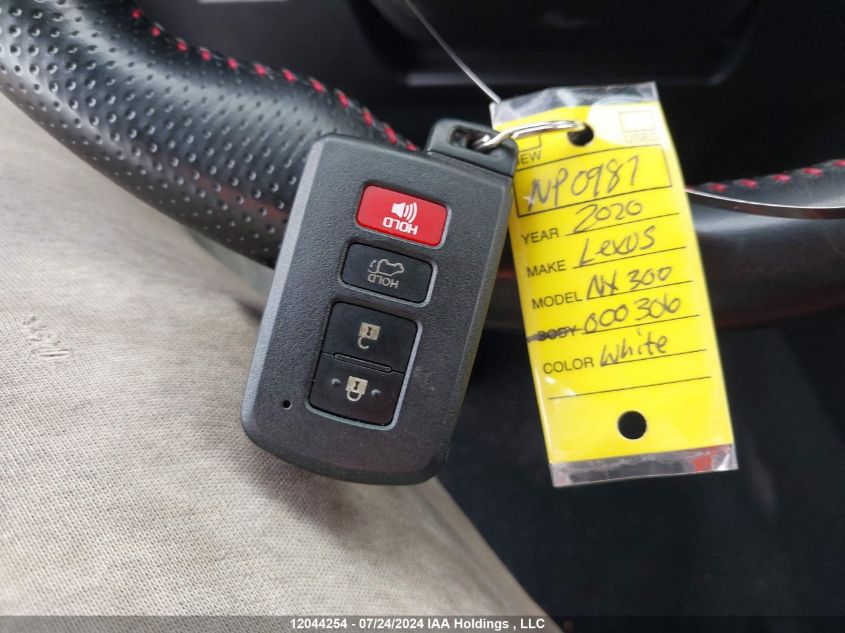 HOLD
HOLD
NEW
USED
NP0987
YEAR 2020
MAKE Lexus
MODEL NX 300
BODY 000306
COLOR White
12044254 - 07/24/2024 IAA Holdings , LLC